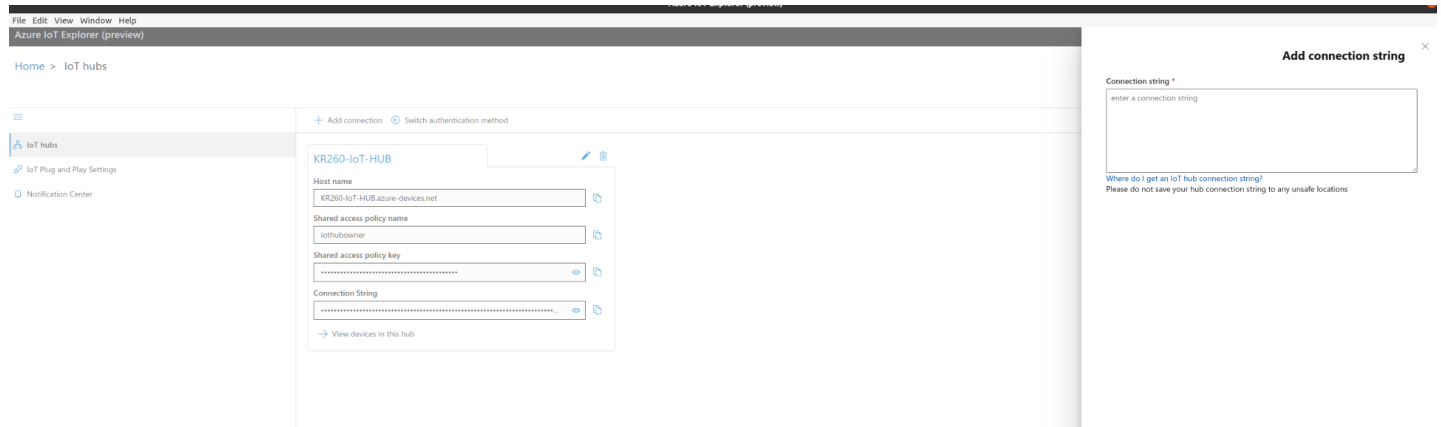 File Edit View Window Help
Azure IoT Explorer (preview)
Home > IoT hubs
IoT hubs
IoT Plug and Play Settings
Notification Center
Add connection Switch authentication method
KR260-IoT-HUB
Host name
KR260-IoT-HUB.azure-devices.net
Shared access policy name
iothubowner
Shared access policy key
Connection String
View devices in this hub
Add connection string
Connection string *
enter a connection string
Where do I get an IoT hub connection string?
Please do not save your hub connection string to any unsafe locations